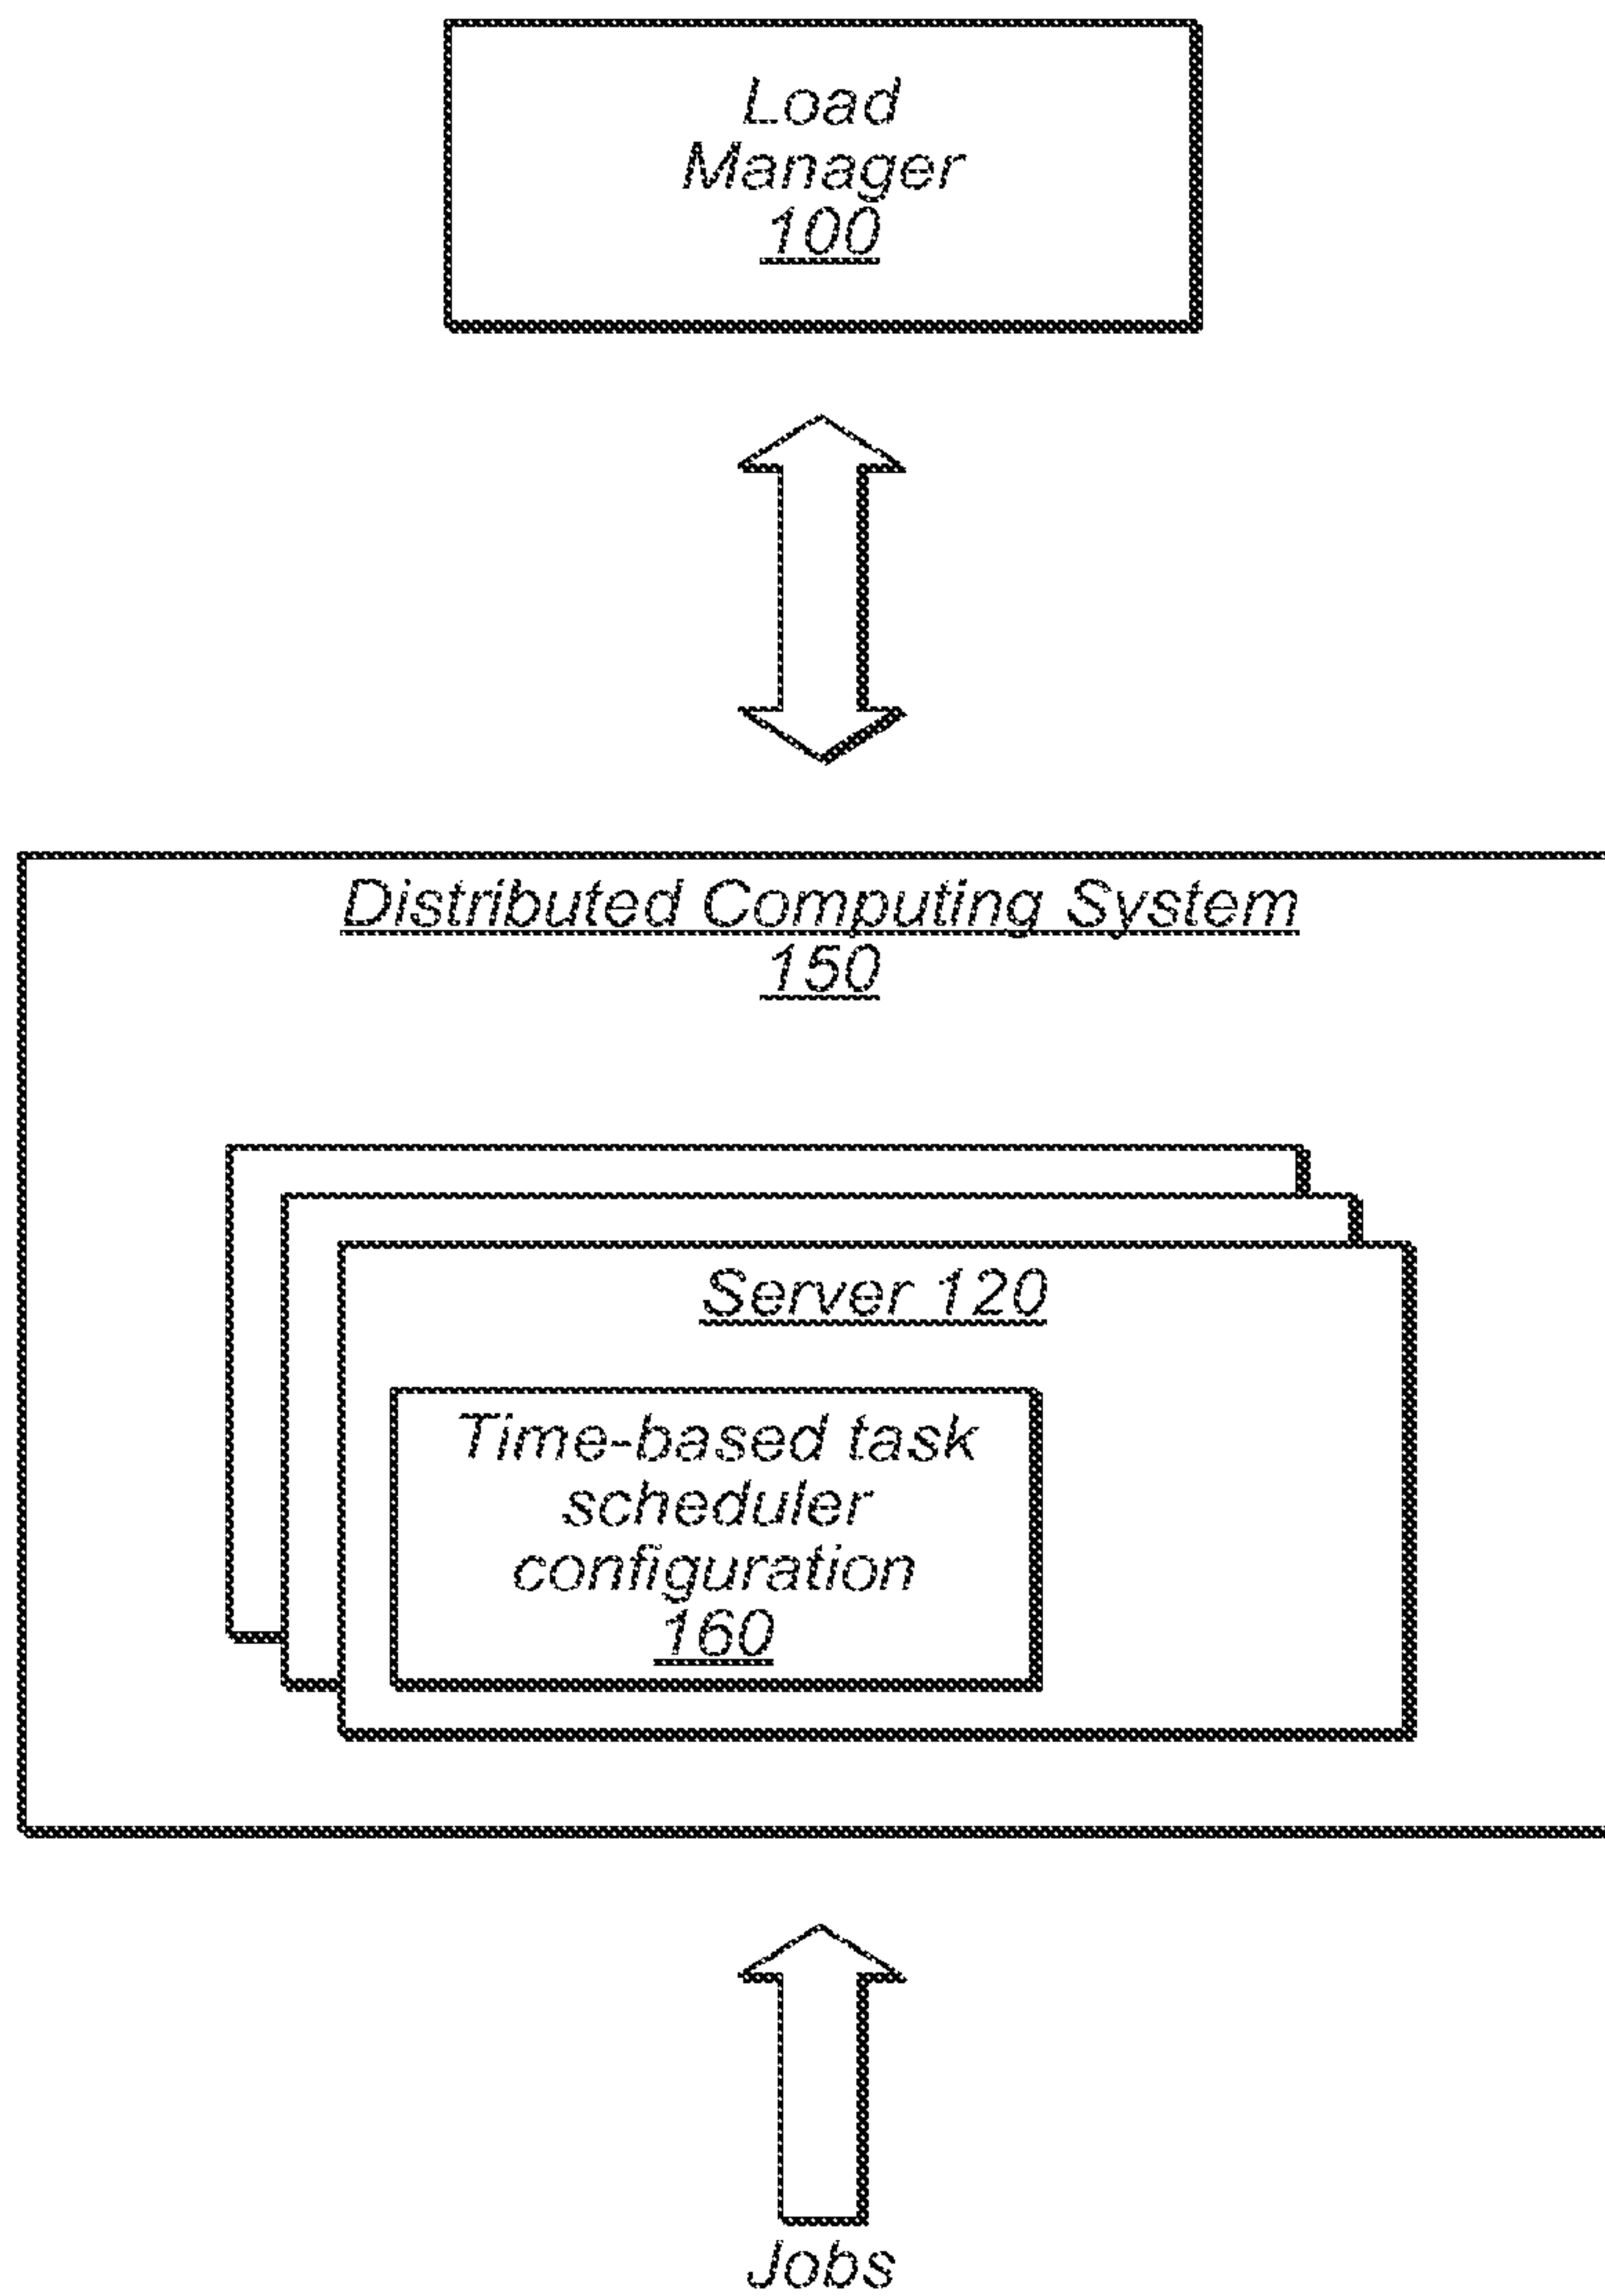 Load
Manager
100
Distributed Computing System
150
Server 120
Time-based task
scheduler
configuration
160
Jobs